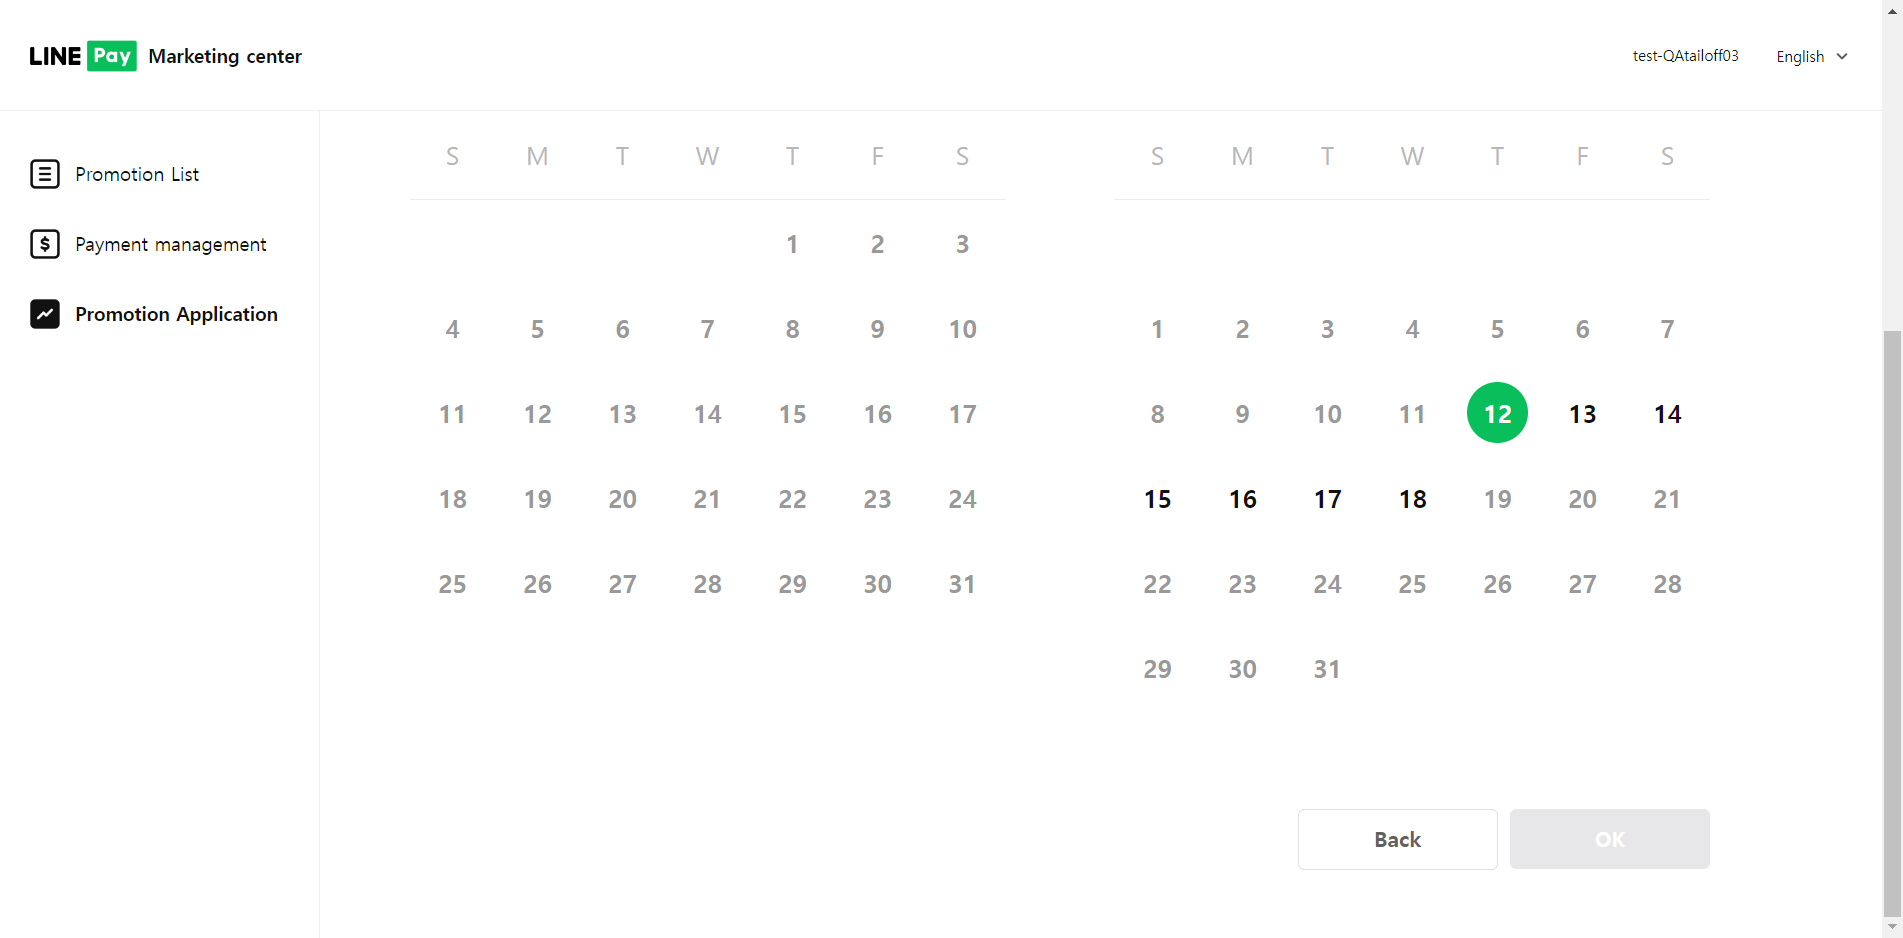 LINE Pay Marketing center
test-QAtailoff03
English
Promotion List
Payment management
Promotion Application
S M T W T F S
1 2 3
4 5 6 7 8 9 10
11 12 13 14 15 16 17
18 19 20 21 22 23 24
25 26 27 28 29 30 31
S M T W T F S
1 2 3 4 5 6 7
8 9 10 11 12 13 14
15 16 17 18 19 20 21
22 23 24 25 26 27 28
29 30 31
Back
OK